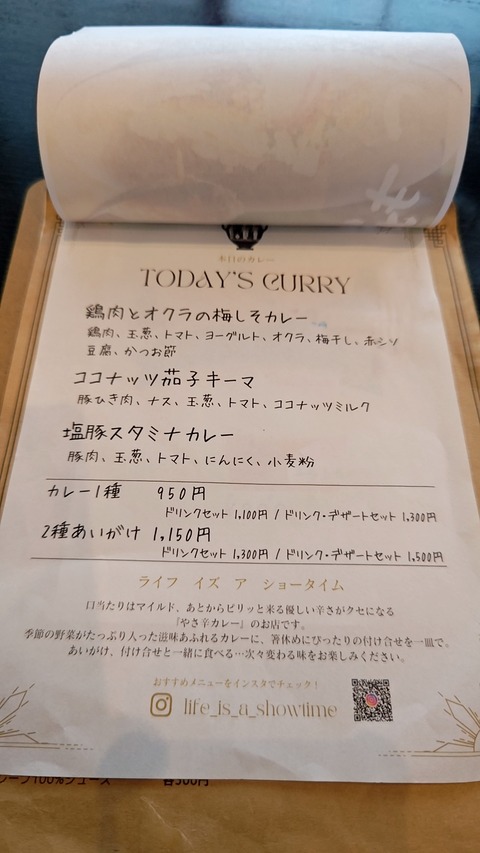 本日のカレー
TODAY'S CURRY
鶏肉とオクラの梅しそカレー
鶏肉、玉葱、トマト、ヨーグルト、オクラ、梅干し、赤シソ
豆腐、かつお節
ココナッツ茄子キーマ
豚ひき肉、ナス、玉葱、トマト、ココナッツミルク
塩豚スタミナカレー
豚肉、玉葱、トマト、にんにく、小麦粉
カレー1種 950円
ドリンクセット 1,100円 / ドリンク・デザートセット 1,300円
2種あいがけ 1,150円
ドリンクセット 1,300円 / ドリンク・デザートセット 1,500円
ライフ イズ ア ショータイム
口当たりはマイルド、あとからピリッと来る優しい辛さがクセになる
『やさ辛カレー』のお店です。
季節の野菜がたっぷり入った滋味あふれるカレーに、箸休めにぴったりの付け合せを一皿で。
あいがけ、付け合せと一緒に食べる…次々変わる味をお楽しみください。
おすすめメニューをインスタでチェック!
life_is_a_showtime
100%ジュース 各300円